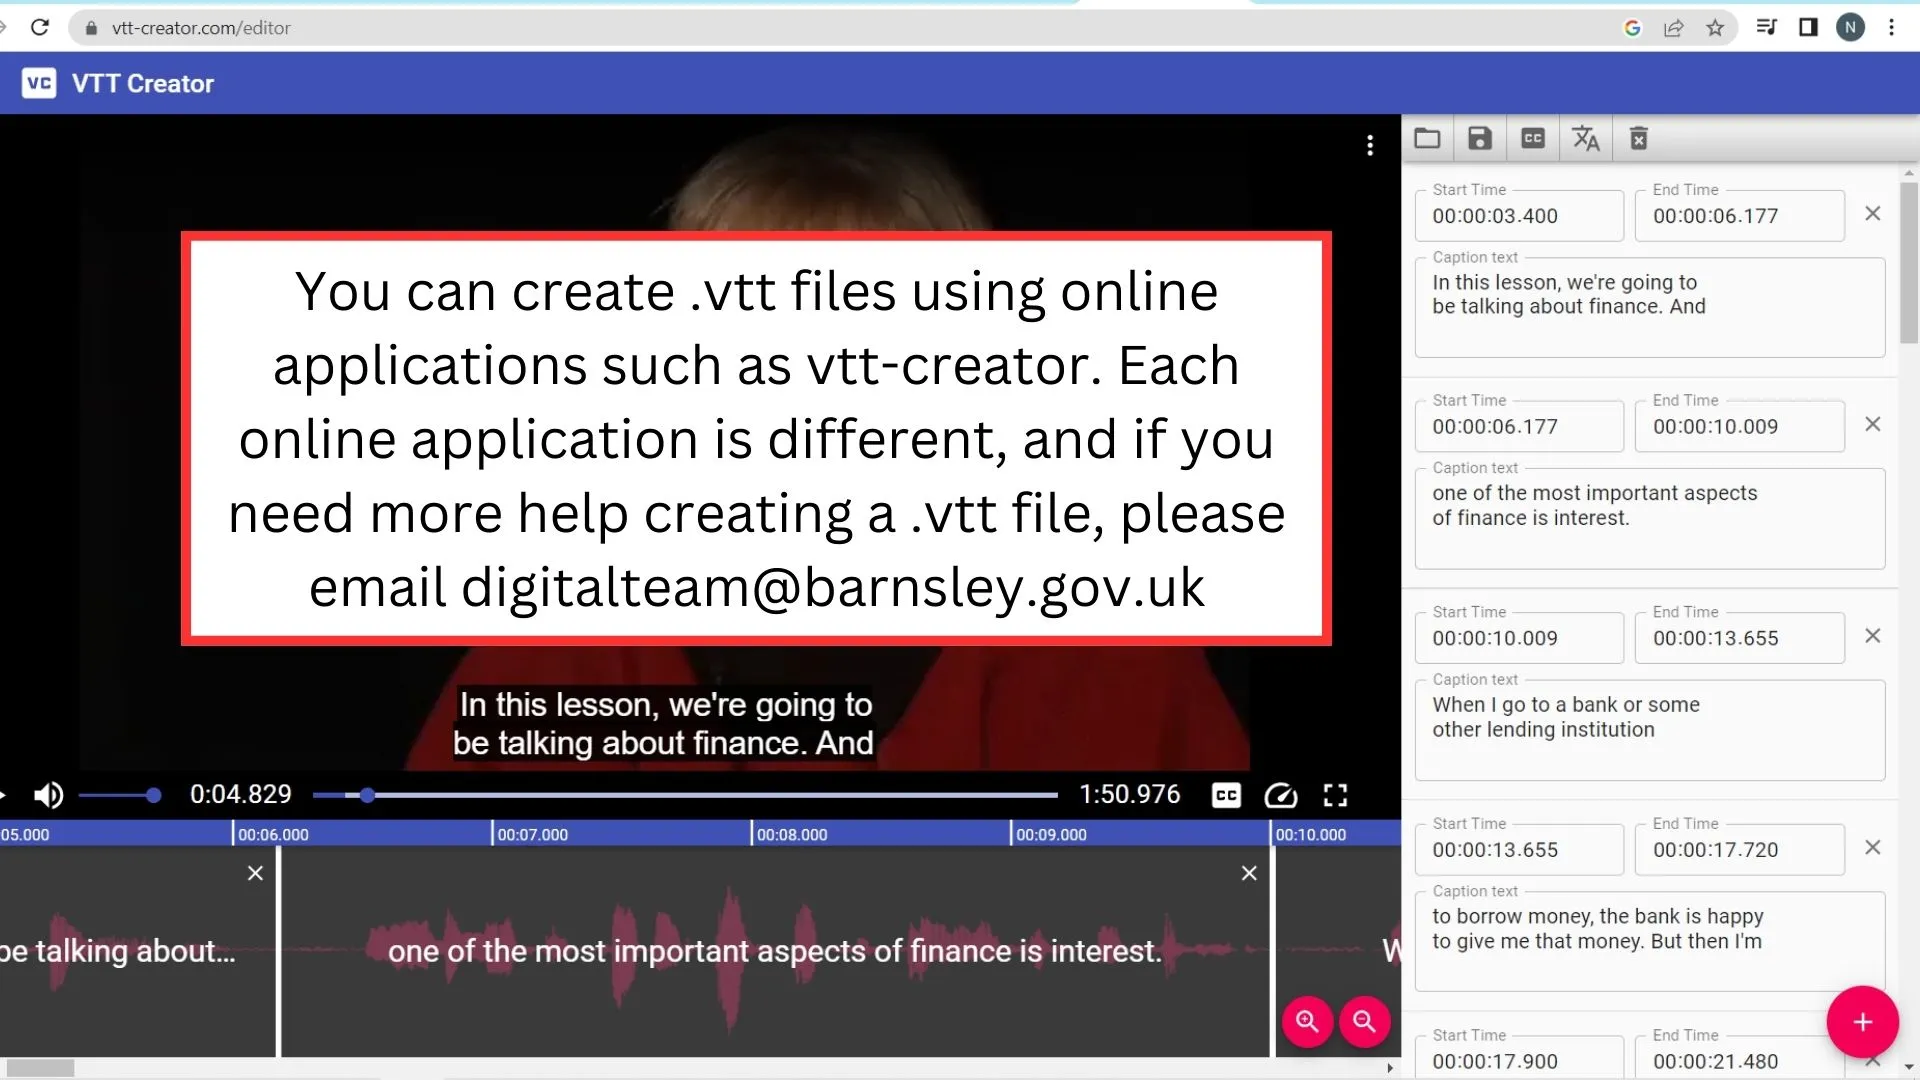 vtt-creator.com/editor
N
VC VTT Creator
You can create .vtt files using online
applications such as vtt-creator. Each
online application is different, and if you
need more help creating a .vtt file, please
email digitalteam@barnsley.gov.uk
In this lesson, we're going to
be talking about finance. And
0:04.829
1:50.976
CC
05.000
00:06.000
00:07.000
00:08.000
00:09.000
00:10.000
be talking about...
one of the most important aspects of finance is interest.
W
CC
Start Time
End Time
00:00:03.400
00:00:06.177
Caption text
In this lesson, we're going to
be talking about finance. And
Start Time
End Time
00:00:06.177
00:00:10.009
Caption text
one of the most important aspects
of finance is interest.
Start Time
End Time
00:00:10.009
00:00:13.655
Caption text
When I go to a bank or some
other lending institution
Start Time
End Time
00:00:13.655
00:00:17.720
Caption text
to borrow money, the bank is happy
to give me that money. But then I'm
Start Time
End Time
00:00:17.900
00:00:21.480